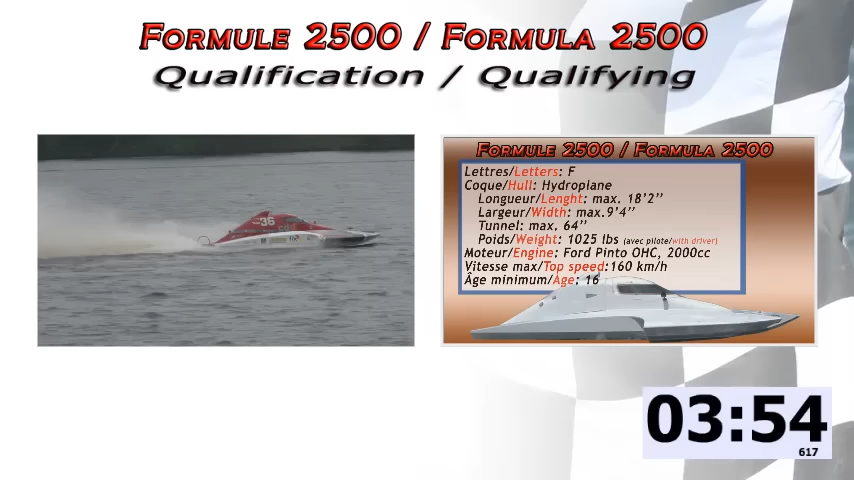 Formule 2500 / Formula 2500
Qualification / Qualifying
36
Formule 2500 / Formula 2500
Lettres/Letters: F
Coque/Hull: Hydroplane
Longueur/Lenght: max. 18'2''
Largeur/Width: max.9'4''
Tunnel: max. 64''
Poids/Weight: 1025 lbs (avec pilote/with driver)
Moteur/Engine: Ford Pinto OHC, 2000cc
Vitesse max/Top speed:160 km/h
Âge minimum/Age: 16
03:54
617